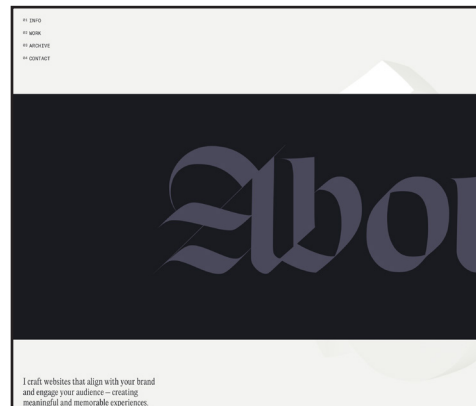 01 INFO
02 WORK
03 ARCHIVE
04 CONTACT
Abou
I craft websites that align with your brand
and engage your audience – creating
meaningful and memorable experiences.